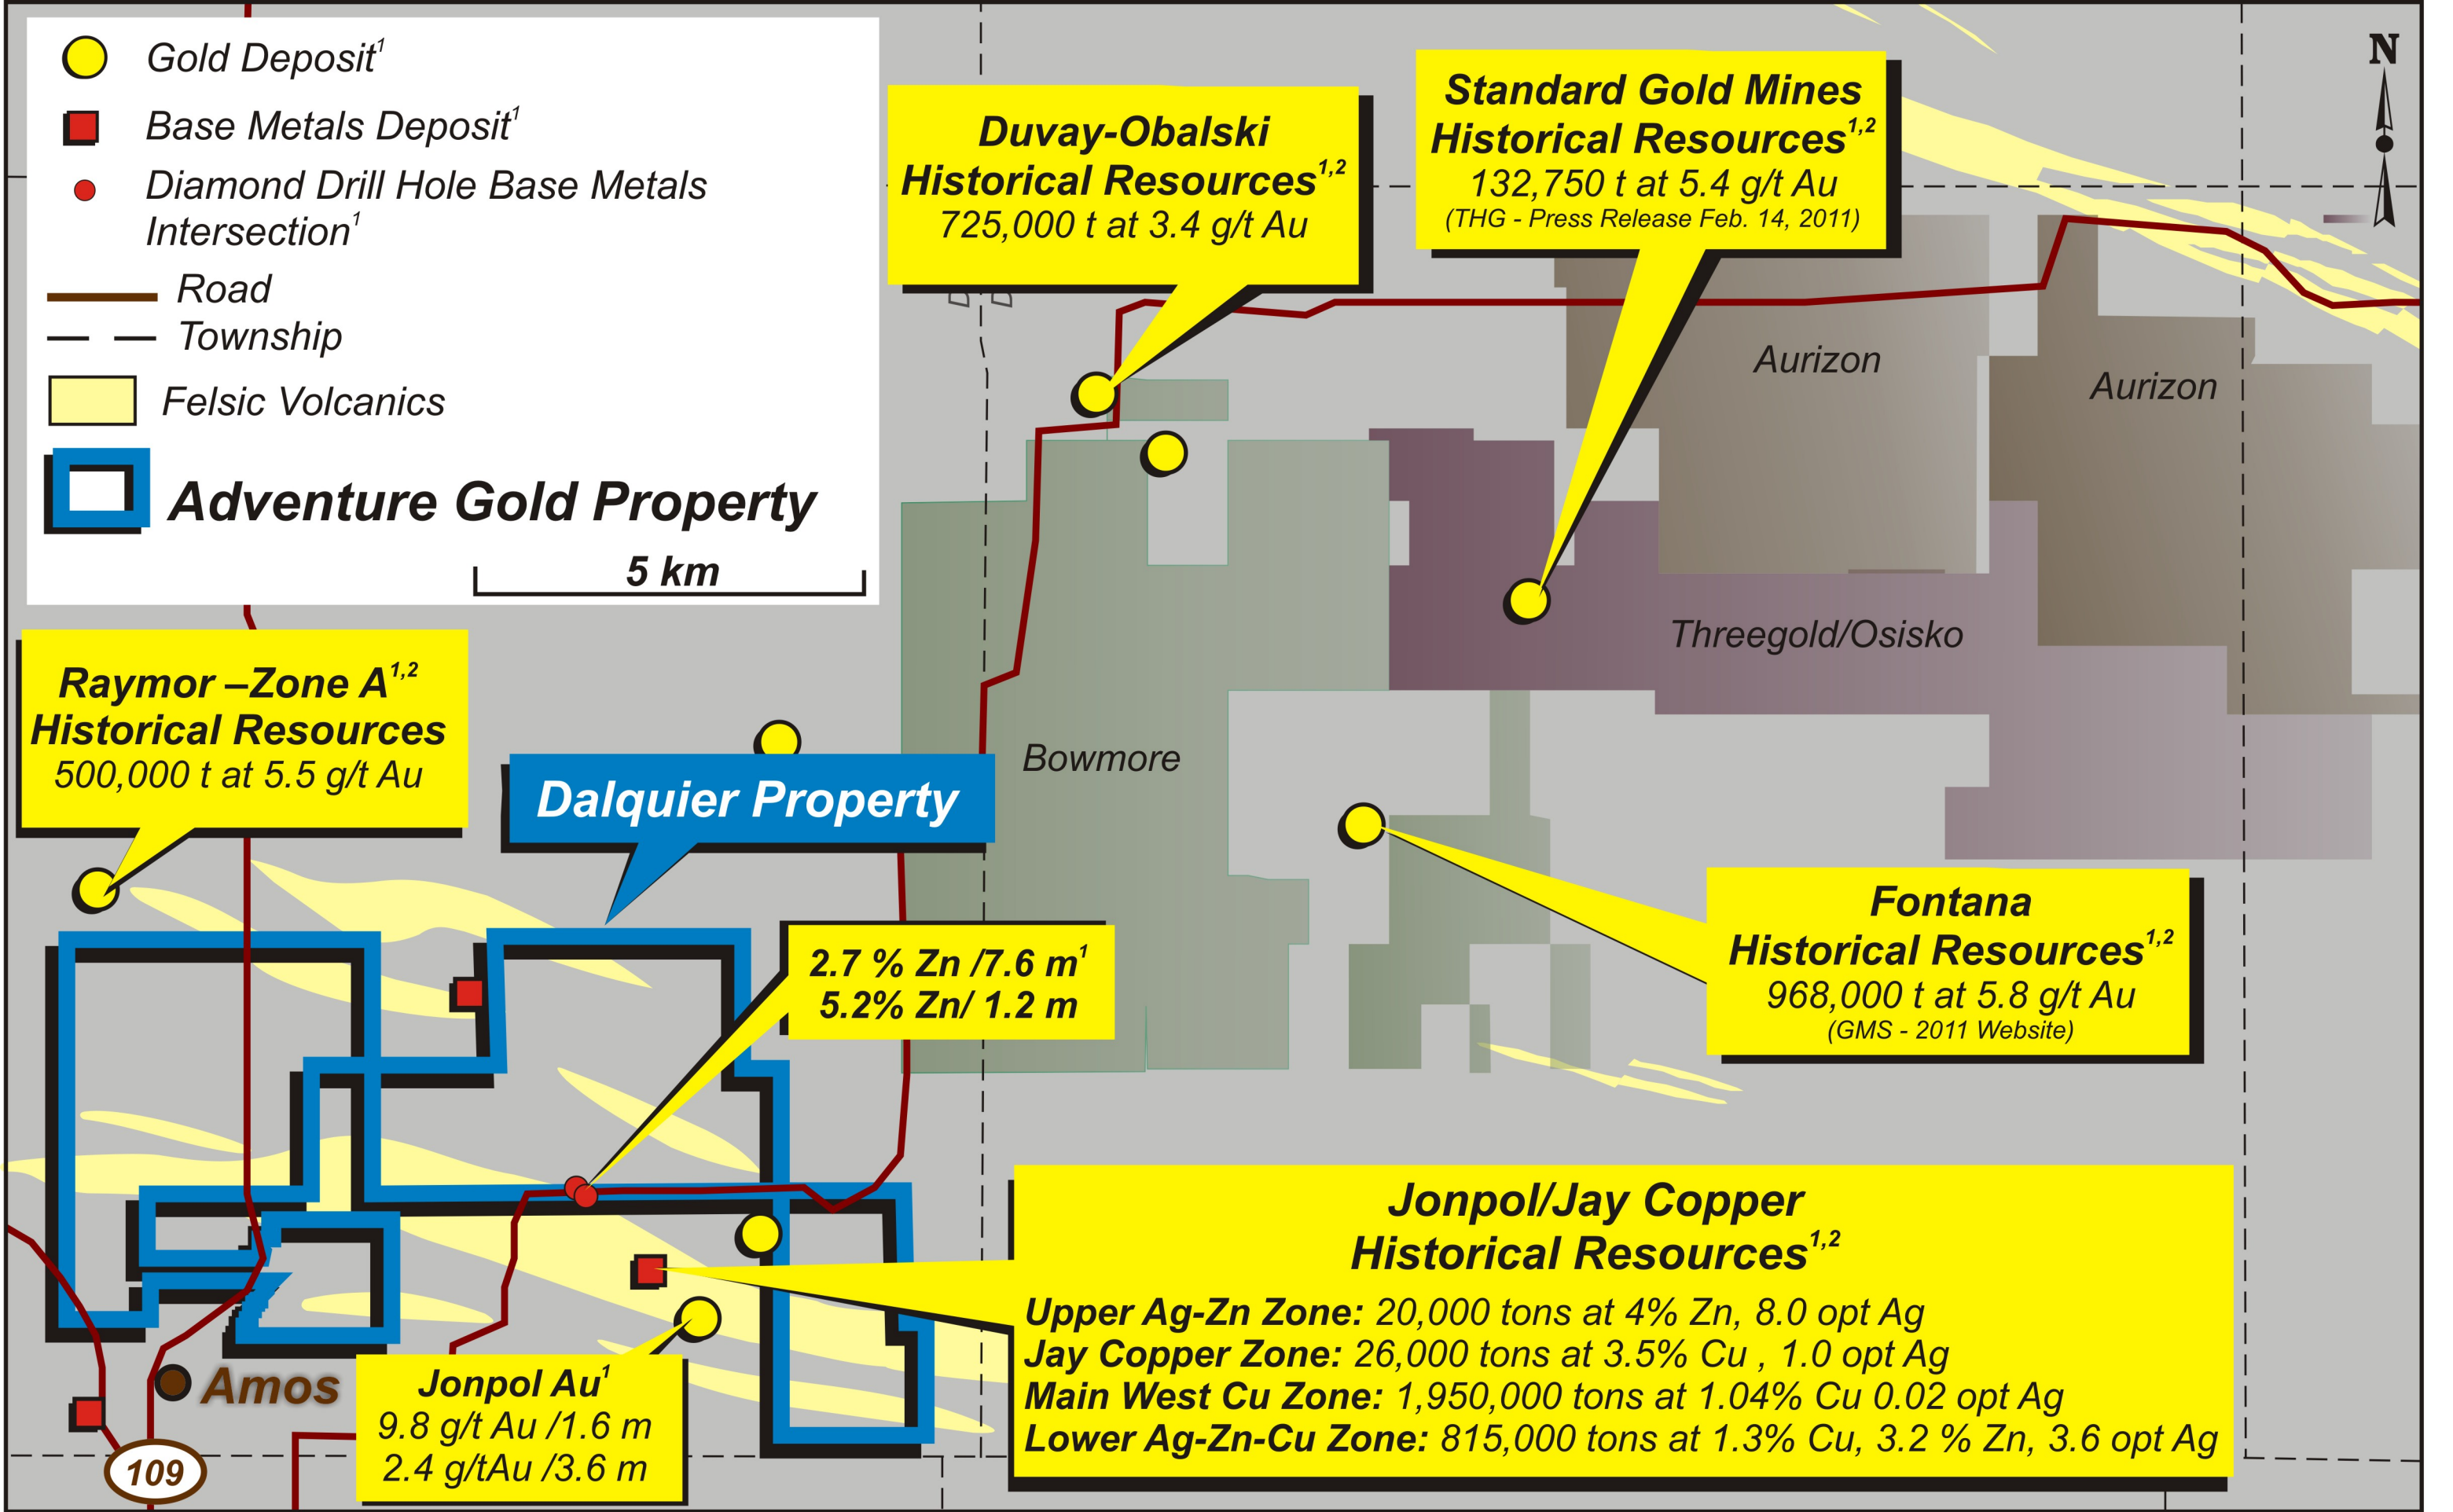 Gold Deposit¹
Base Metals Deposit¹
Diamond Drill Hole Base Metals
Intersection¹
Road
Township
Felsic Volcanics
Adventure Gold Property
5 km
N
Duvay-Obalski
Historical Resources¹,²
725,000 t at 3.4 g/t Au
Standard Gold Mines
Historical Resources¹,²
132,750 t at 5.4 g/t Au
(THG - Press Release Feb. 14, 2011)
Aurizon
Aurizon
Threegold/Osisko
Bowmore
Raymor –Zone A¹,²
Historical Resources
500,000 t at 5.5 g/t Au
Dalquier Property
2.7 % Zn /7.6 m¹
5.2% Zn/ 1.2 m
Fontana
Historical Resources¹,²
968,000 t at 5.8 g/t Au
(GMS - 2011 Website)
Jonpol/Jay Copper
Historical Resources¹,²
Upper Ag-Zn Zone: 20,000 tons at 4% Zn, 8.0 opt Ag
Jay Copper Zone: 26,000 tons at 3.5% Cu , 1.0 opt Ag
Main West Cu Zone: 1,950,000 tons at 1.04% Cu 0.02 opt Ag
Lower Ag-Zn-Cu Zone: 815,000 tons at 1.3% Cu, 3.2 % Zn, 3.6 opt Ag
Amos
Jonpol Au¹
9.8 g/t Au /1.6 m
2.4 g/tAu /3.6 m
109